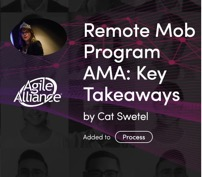 Remote Mob
Program
AMA: Key
Takeaways
by Cat Swetel
Agile
Alliance
Added to Process